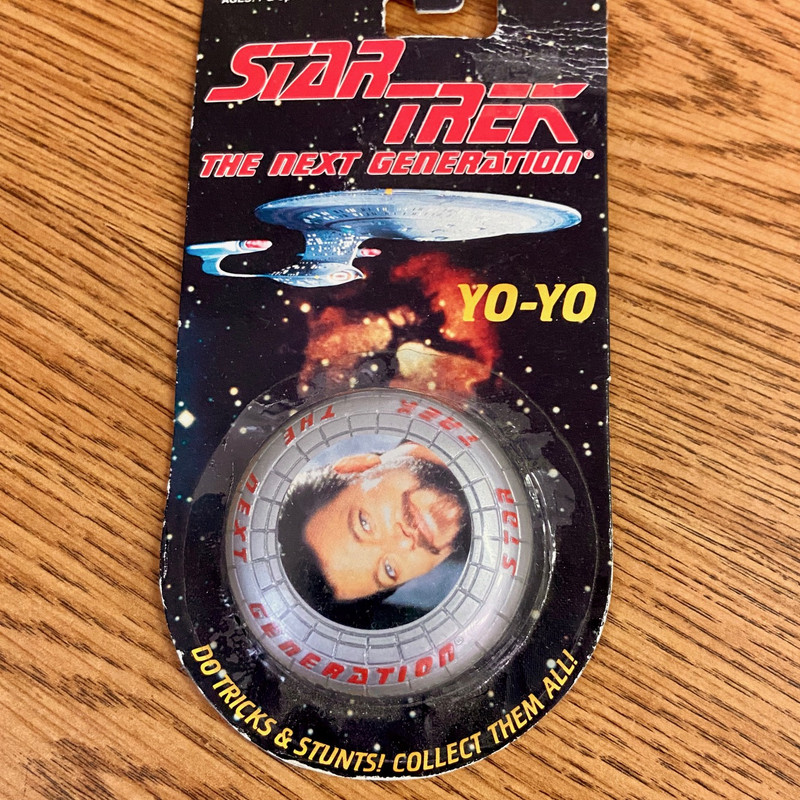 STAR
TREK
THE NEXT GENERATION®
YO-YO
STAR TREK THE NEXT GENERATION
DO TRICKS & STUNTS! COLLECT THEM ALL!